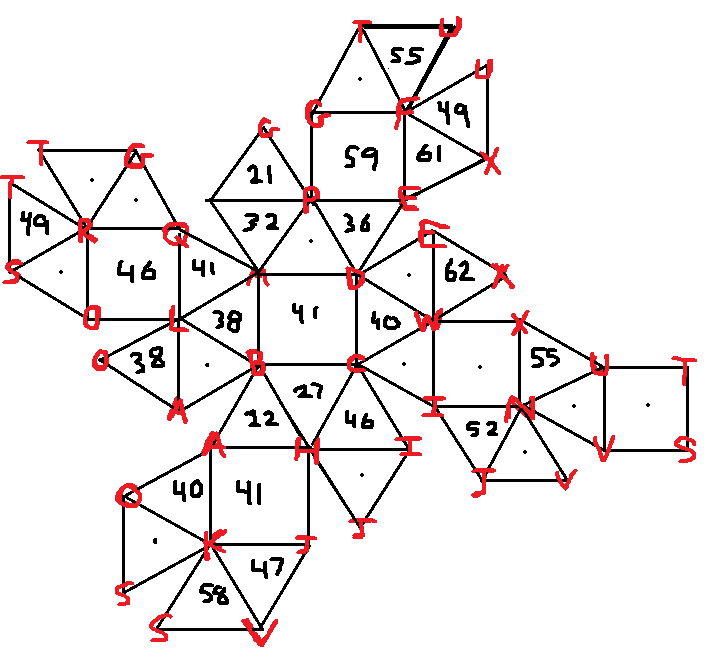 T U
55
U
G F
49
G
59 61
T G
X
21
P E
T
32 36
49 R Q
E
46 41
M D
62 X
S
41
O L 38
40 W X
O 38
B C
55 U T
27
A
I N
22 46
52
A H I
V S
O 40 41
J V
J
K J
47
S 58
S V